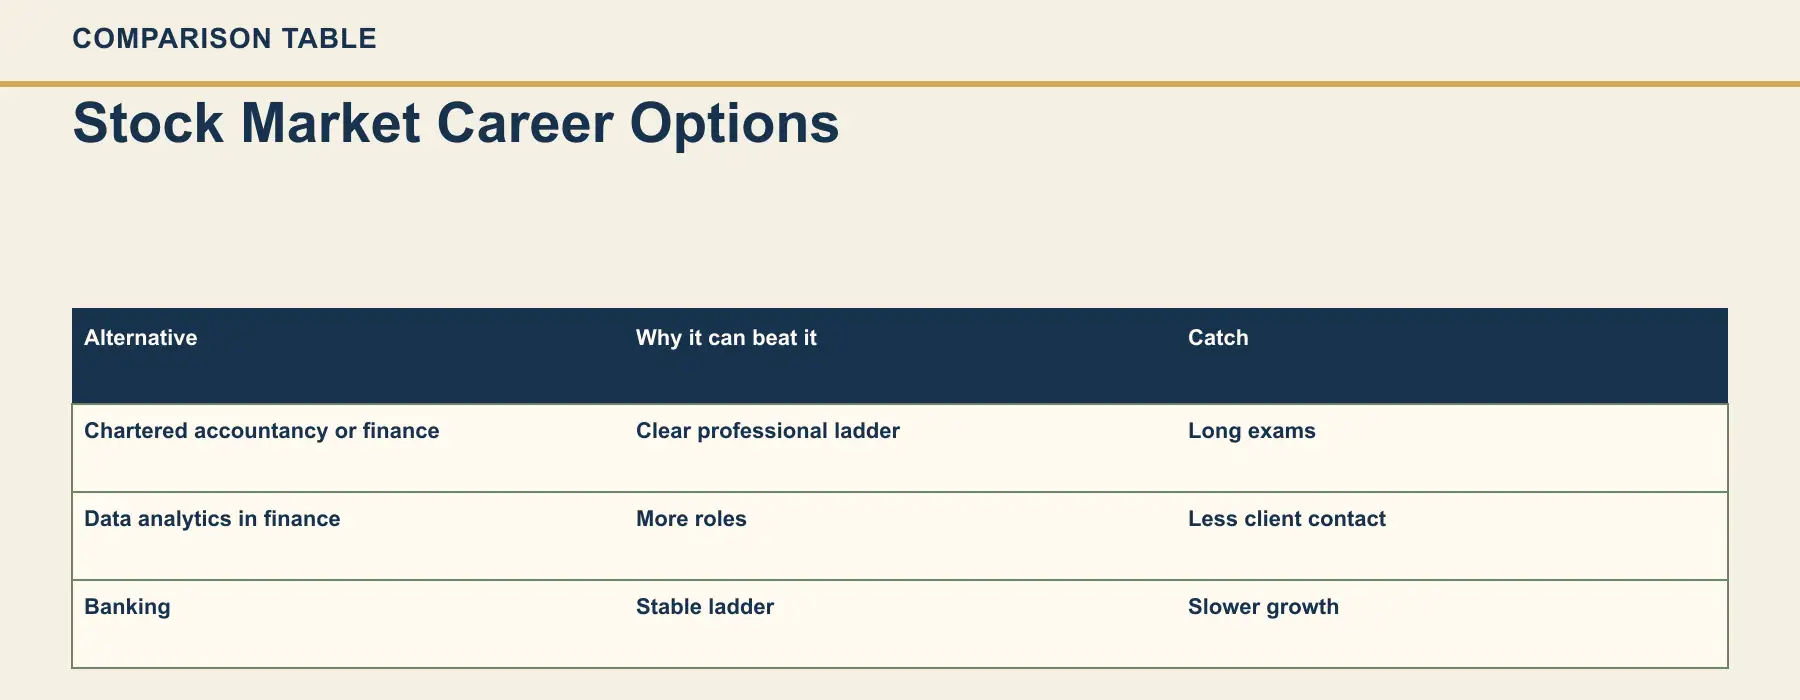 COMPARISON TABLE
Stock Market Career Options
Alternative Why it can beat it Catch
Chartered accountancy or finance Clear professional ladder Long exams
Data analytics in finance More roles Less client contact
Banking Stable ladder Slower growth